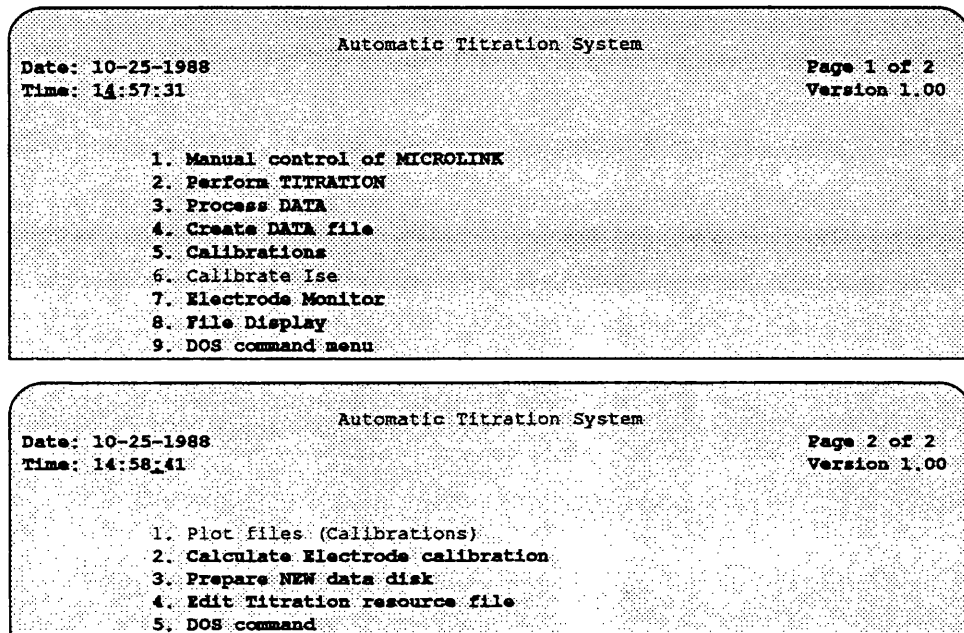 Automatic Titration System
Date: 10-25-1988 Page 1 of 2
Time: 14:57:31 Version 1.00
1. Manual control of MICROLINK
2. Perform TITRATION
3. Process DATA
4. Create DATA file
5. Calibrations
6. Calibrate Ise
7. Electrode Monitor
8. File Display
9. DOS command menu
Automatic Titration System
Date: 10-25-1988 Page 2 of 2
Time: 14:58:41 Version 1.00
1. Plot files (Calibrations)
2. Calculate Electrode calibration
3. Prepare NEW data disk
4. Edit Titration resource file
5. DOS command